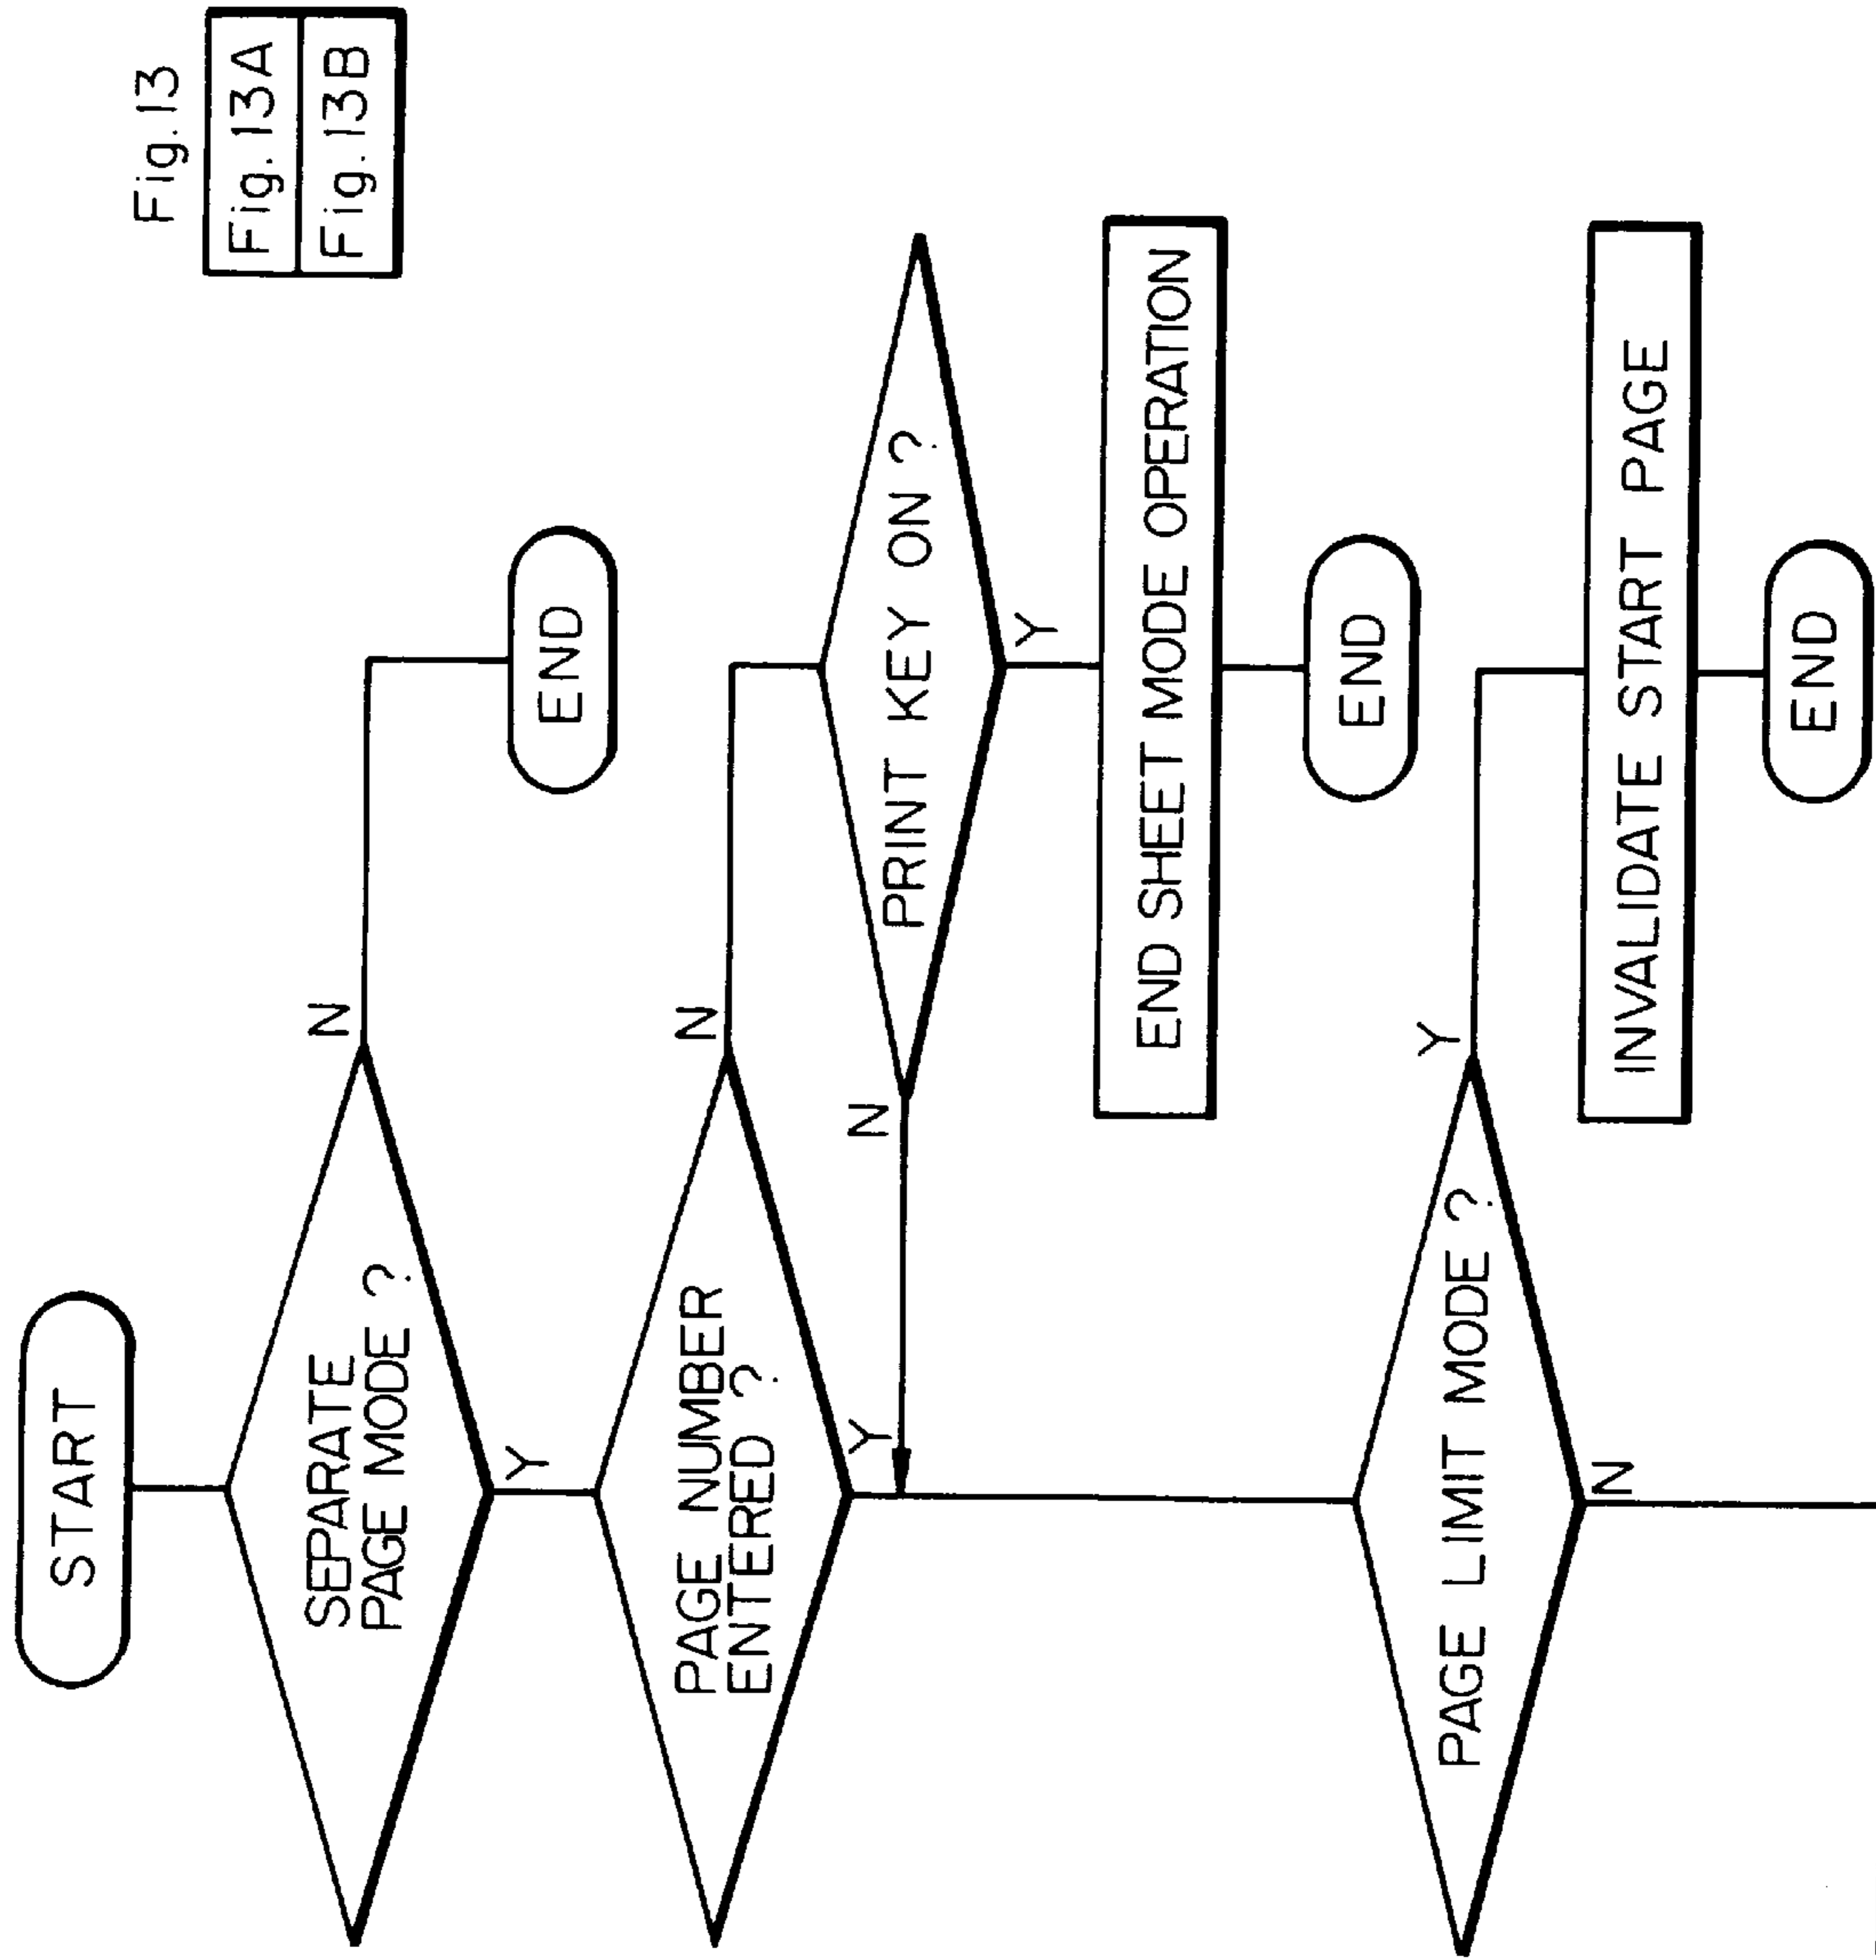 Fig.13
Fig.13A
Fig.13B
START
SEPARATE
PAGE MODE ?
N
Y
END
PAGE NUMBER
ENTERED ?
N
Y
PRINT KEY ON ?
N
Y
END SHEET MODE OPERATION
END
PAGE LIMIT MODE ?
Y
N
INVALIDATE START PAGE
END